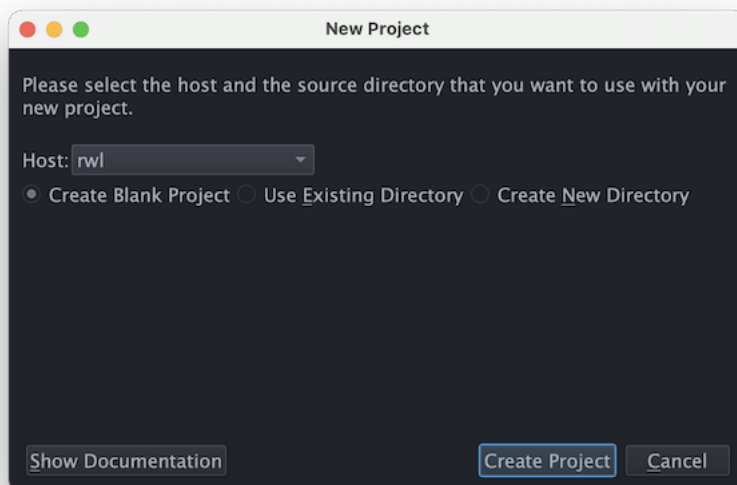 New Project
Please select the host and the source directory that you want to use with your
new project.
Host: rwl
Create Blank Project Use Existing Directory Create New Directory
Show Documentation Create Project Cancel